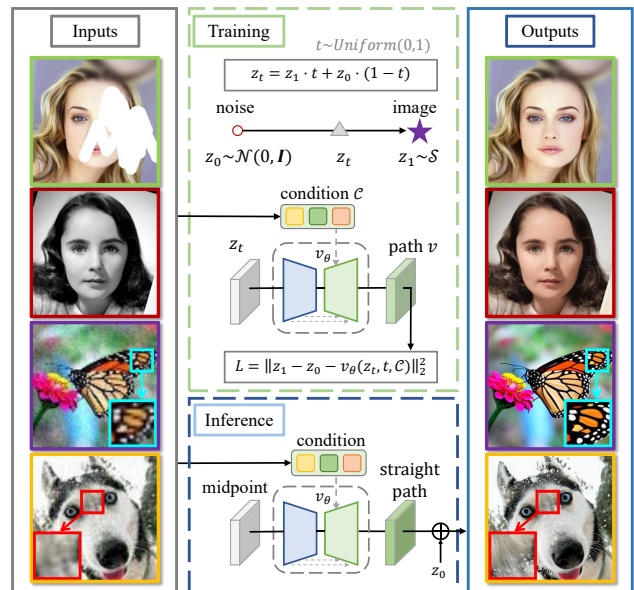 Inputs
Training
t~Uniform(0,1)
z_t = z_1 · t + z_0 · (1 − t)
noise
image
z_0~𝒩(0, I)
z_t
z_1~𝒮
condition 𝒞
z_t
v_θ
path v
L = ‖z_1 − z_0 − v_θ(z_t, t, 𝒞)‖_2^2
Inference
condition
midpoint
v_θ
straight
path
z_0
Outputs